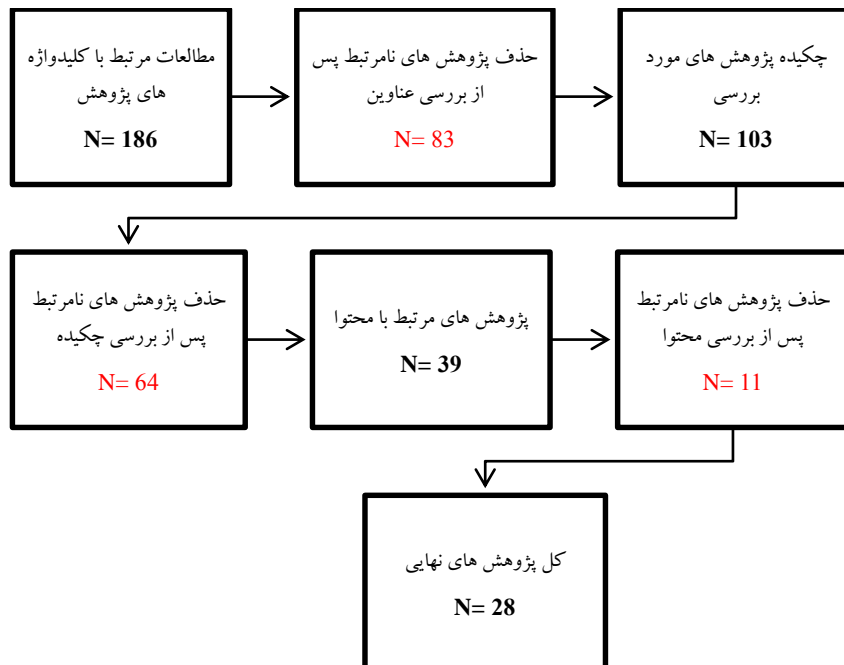 مطالعات مرتبط با کلیدواژه
های پژوهش
N= 186
حذف پژوهش های نامرتبط پس
از بررسی عناوین
N= 83
چکیده پژوهش های مورد
بررسی
N= 103
حذف پژوهش های نامرتبط
پس از بررسی چکیده
N= 64
پژوهش های مرتبط با محتوا
N= 39
حذف پژوهش های نامرتبط
پس از بررسی محتوا
N= 11
کل پژوهش های نهایی
N= 28